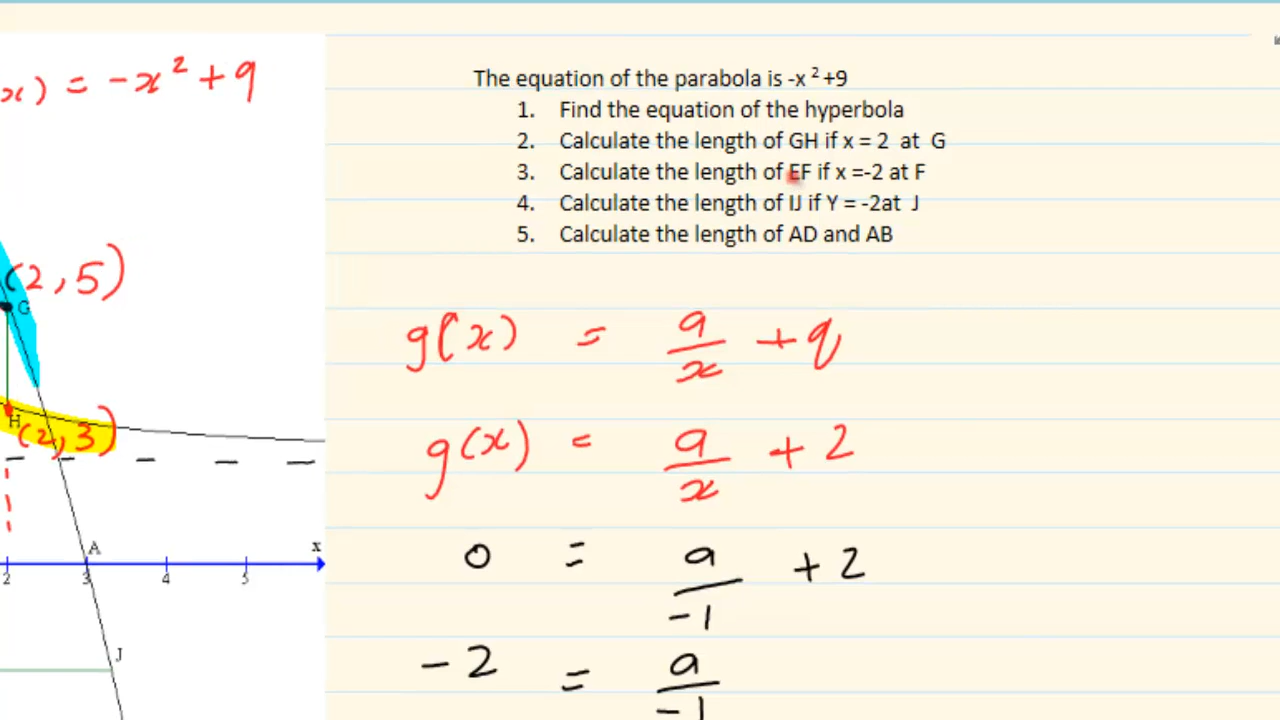 x) = -x² + 9
The equation of the parabola is -x ² +9
1. Find the equation of the hyperbola
2. Calculate the length of GH if x = 2 at G
3. Calculate the length of EF if x =-2 at F
4. Calculate the length of IJ if Y = -2at J
5. Calculate the length of AD and AB
(2,5)
G
H
(2,3)
A
x
2 3 4 5
J
g(x) = a/x + q
g(x) = a/x + 2
0 = a/-1 + 2
-2 = a/-1